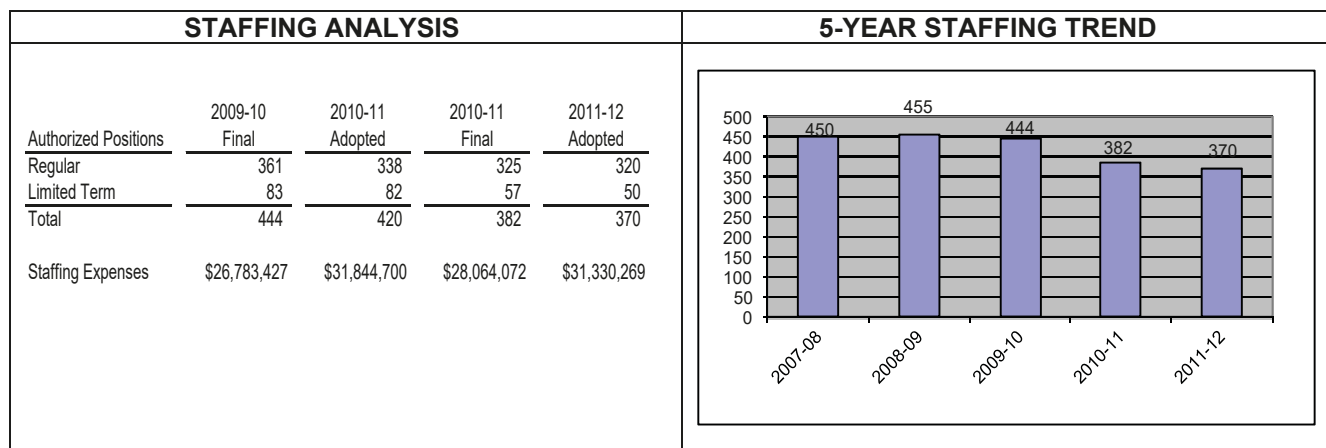 STAFFING ANALYSIS
2009-10 2010-11 2010-11 2011-12
Authorized Positions Final Adopted Final Adopted
Regular 361 338 325 320
Limited Term 83 82 57 50
Total 444 420 382 370
Staffing Expenses $26,783,427 $31,844,700 $28,064,072 $31,330,269
5-YEAR STAFFING TREND
455
500
450 450 444
400 382 370
350
300
250
200
150
100
50
0
2007-08 2008-09 2009-10 2010-11 2011-12